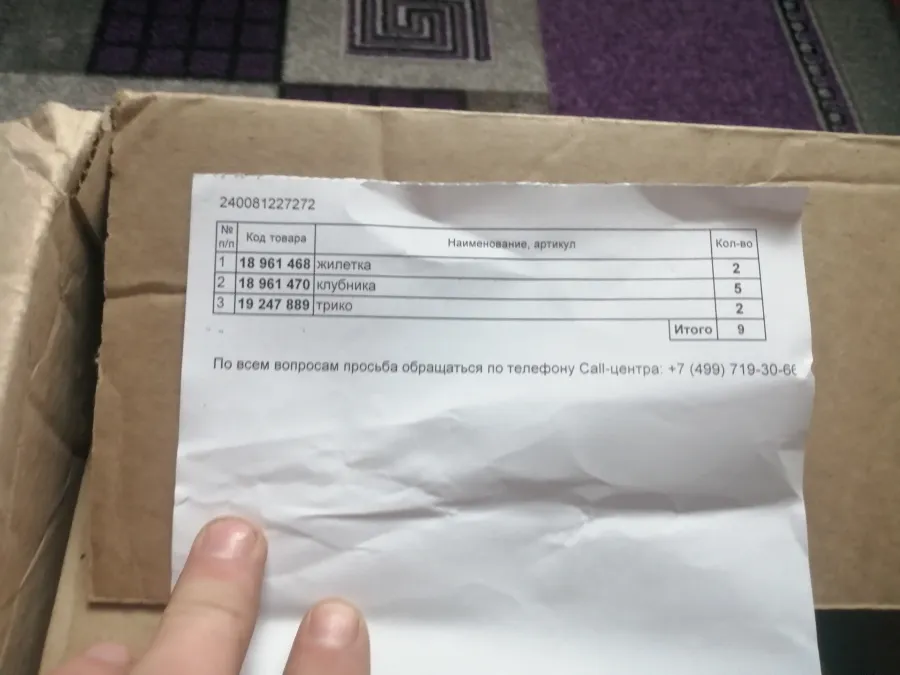 240081227272
№ п/п Код товара Наименование, артикул Кол-во
1 18 961 468 жилетка 2
2 18 961 470 клубника 5
3 19 247 889 трико 2
Итого 9
По всем вопросам просьба обращаться по телефону Call-центра: +7 (499) 719-30-66